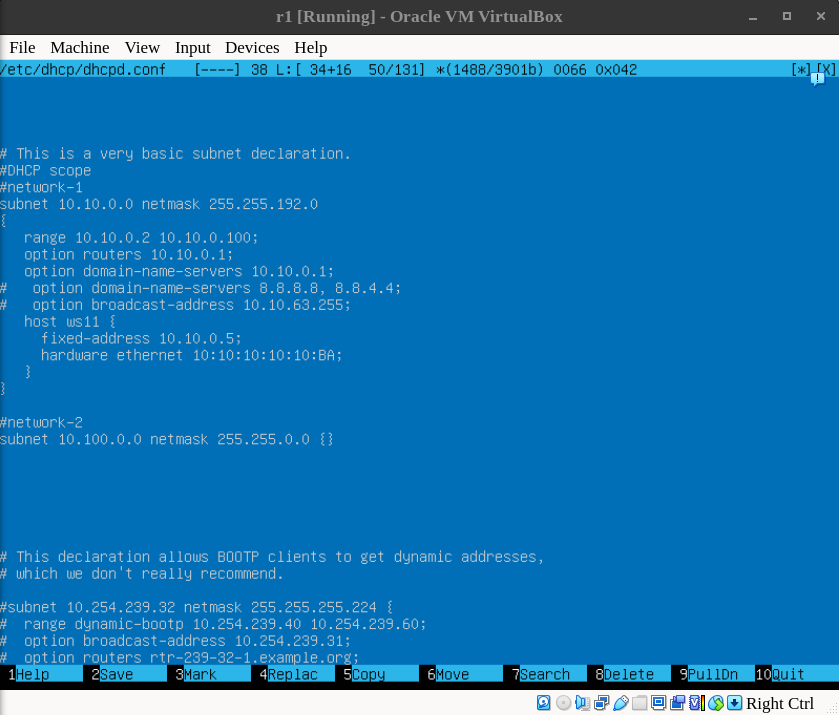 r1 [Running] - Oracle VM VirtualBox
File Machine View Input Devices Help
/etc/dhcp/dhcpd.conf [----] 38 L:[ 34+16 50/131] *(1488/3901b) 0066 0x042 [*][X]
# This is a very basic subnet declaration.
#DHCP scope
#network-1
subnet 10.10.0.0 netmask 255.255.192.0
{
range 10.10.0.2 10.10.0.100;
option routers 10.10.0.1;
option domain-name-servers 10.10.0.1;
# option domain-name-servers 8.8.8.8, 8.8.4.4;
# option broadcast-address 10.10.63.255;
host ws11 {
fixed-address 10.10.0.5;
hardware ethernet 10:10:10:10:10:BA;
}
}
#network-2
subnet 10.100.0.0 netmask 255.255.0.0 {}
# This declaration allows BOOTP clients to get dynamic addresses,
# which we don't really recommend.
#subnet 10.254.239.32 netmask 255.255.255.224 {
# range dynamic-bootp 10.254.239.40 10.254.239.60;
# option broadcast-address 10.254.239.31;
# option routers rtr-239-32-1.example.org;
1Help 2Save 3Mark 4Replac 5Copy 6Move 7Search 8Delete 9PullDn 10Quit
Right Ctrl